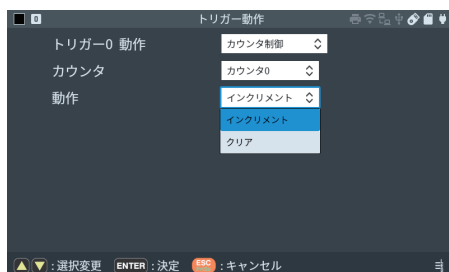 0 トリガー動作
トリガー0 動作 カウンタ制御
カウンタ カウンタ0
動作 インクリメント
インクリメント
クリア
:選択変更 ENTER:決定 ESC:キャンセル